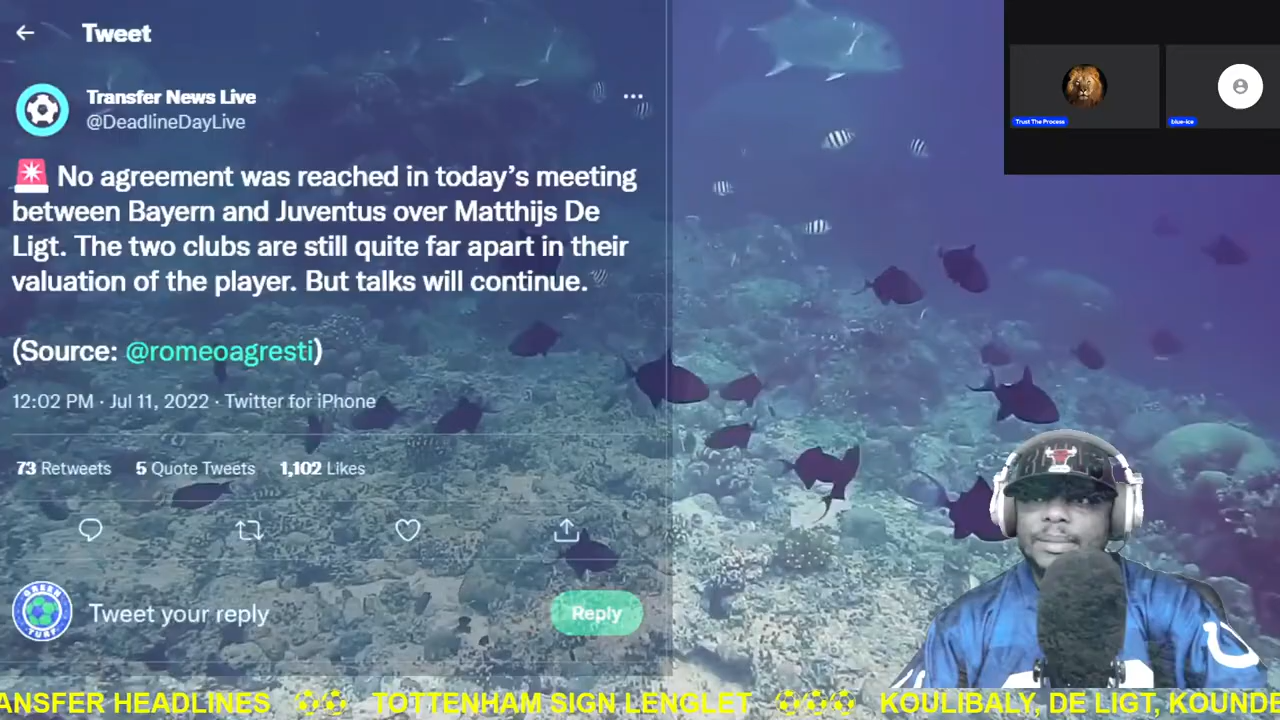 Tweet
Transfer News Live
@DeadlineDayLive
No agreement was reached in today's meeting
between Bayern and Juventus over Matthijs De
Ligt. The two clubs are still quite far apart in their
valuation of the player. But talks will continue.
(Source: @romeoagresti)
12:02 PM · Jul 11, 2022 · Twitter for iPhone
73 Retweets 5 Quote Tweets 1,102 Likes
GREEN
TURF
Tweet your reply
Reply
Trust The Process
blue-ice
ANSFER HEADLINES TOTTENHAM SIGN LENGLET KOULIBALY, DE LIGT, KOUNDE